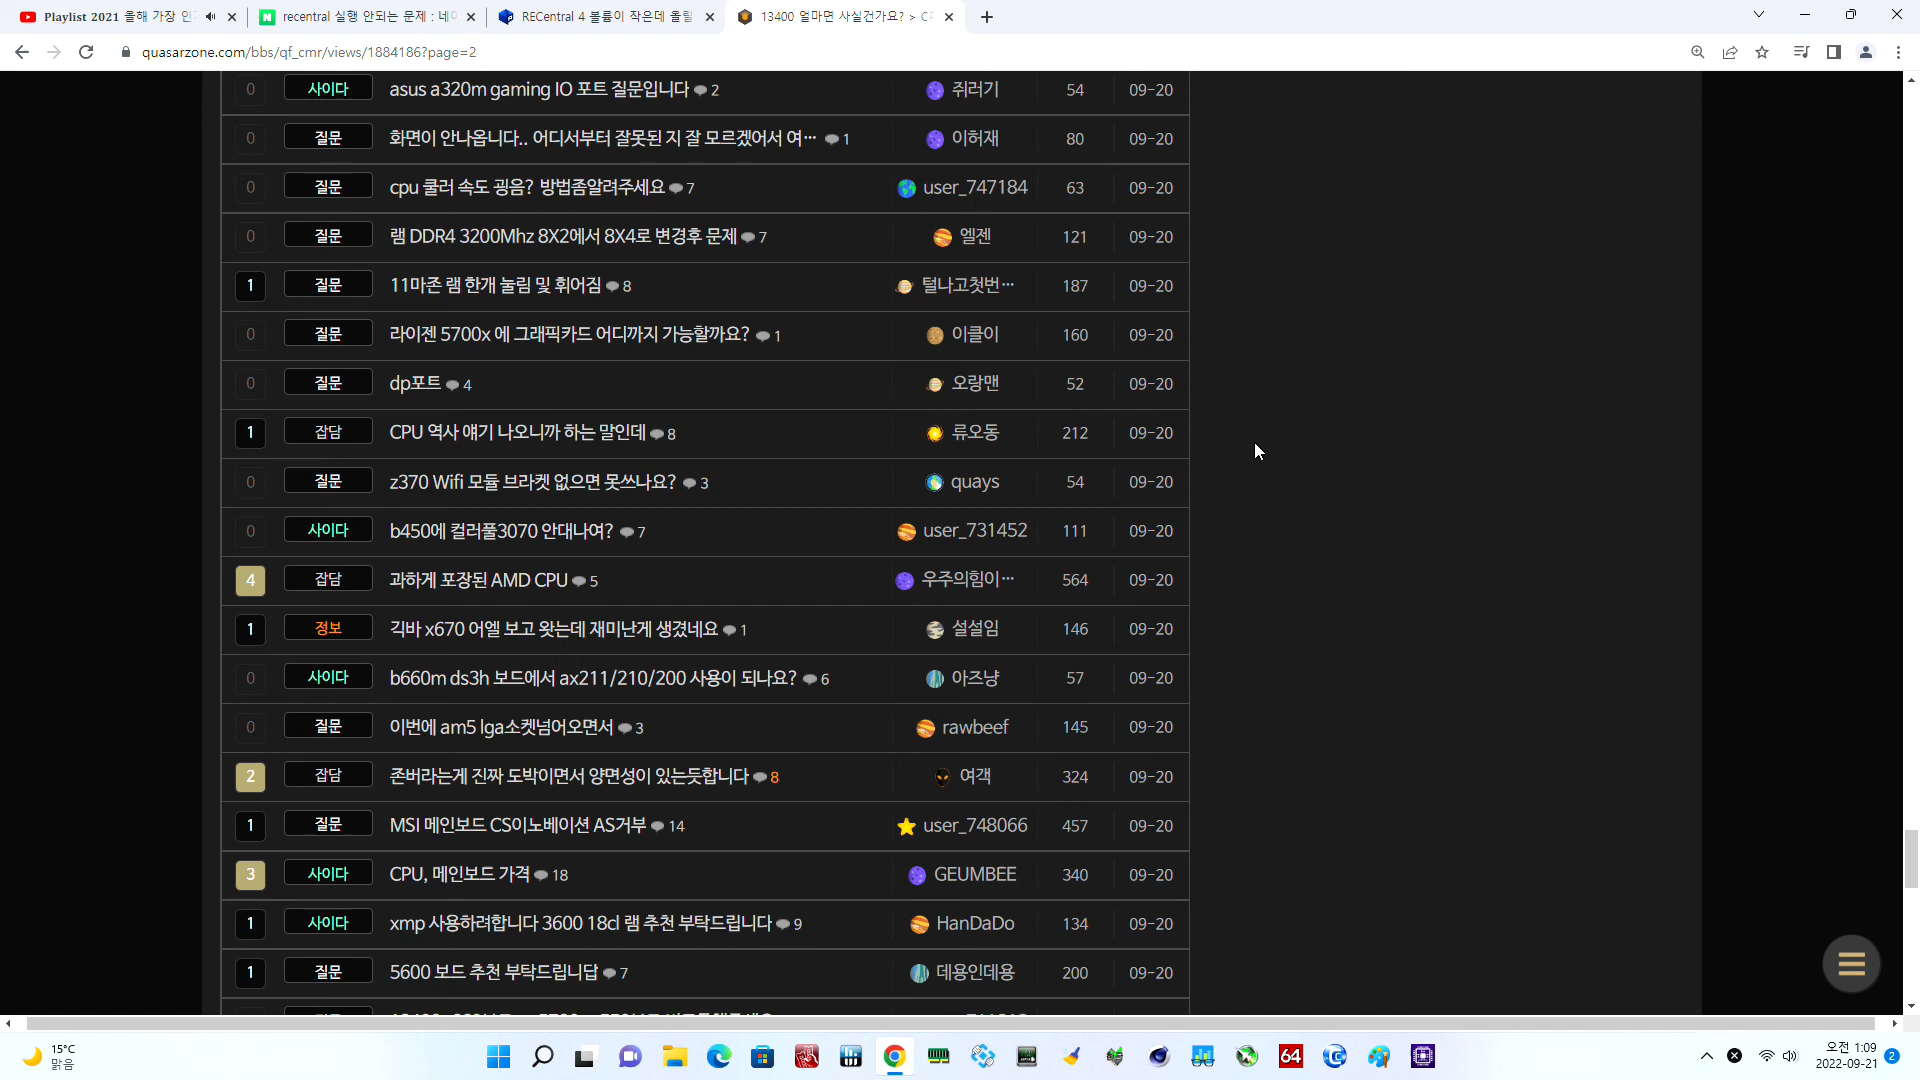 Playlist 2021 올해 가장 인기
recentral 실행 안되는 문제 : 네이
RECentral 4 볼륨이 작은데 올릴
13400 얼마면 사실건가요? > CP
quasarzone.com/bbs/qf_cmr/views/1884186?page=2
0 사이다 asus a320m gaming IO 포트 질문입니다 2 쥐러기 54 09-20
0 질문 화면이 안나옵니다.. 어디서부터 잘못된 지 잘 모르겠어서 여… 1 이허재 80 09-20
0 질문 cpu 쿨러 속도 굉음? 방법좀알려주세요 7 user_747184 63 09-20
0 질문 램 DDR4 3200Mhz 8X2에서 8X4로 변경후 문제 7 엘젠 121 09-20
1 질문 11마존 램 한개 눌림 및 휘어짐 8 털나고첫번… 187 09-20
0 질문 라이젠 5700x 에 그래픽카드 어디까지 가능할까요? 1 이클이 160 09-20
0 질문 dp포트 4 오랑맨 52 09-20
1 잡담 CPU 역사 얘기 나오니까 하는 말인데 8 류오동 212 09-20
0 질문 z370 Wifi 모듈 브라켓 없으면 못쓰나요? 3 quays 54 09-20
0 사이다 b450에 컬러풀3070 안대나여? 7 user_731452 111 09-20
4 잡담 과하게 포장된 AMD CPU 5 우주의힘이… 564 09-20
1 정보 긱바 x670 어엘 보고 왓는데 재미난게 생겼네요 1 설설임 146 09-20
0 사이다 b660m ds3h 보드에서 ax211/210/200 사용이 되나요? 6 아즈냥 57 09-20
0 질문 이번에 am5 lga소켓넘어오면서 3 rawbeef 145 09-20
2 잡담 존버라는게 진짜 도박이면서 양면성이 있는듯합니다 8 여객 324 09-20
1 질문 MSI 메인보드 CS이노베이션 AS거부 14 user_748066 457 09-20
3 사이다 CPU, 메인보드 가격 18 GEUMBEE 340 09-20
1 사이다 xmp 사용하려합니다 3600 18cl 램 추천 부탁드립니다 9 HanDaDo 134 09-20
1 질문 5600 보드 추천 부탁드립니답 7 데용인데용 200 09-20
15°C
맑음
64
오전 1:09
2022-09-21
2